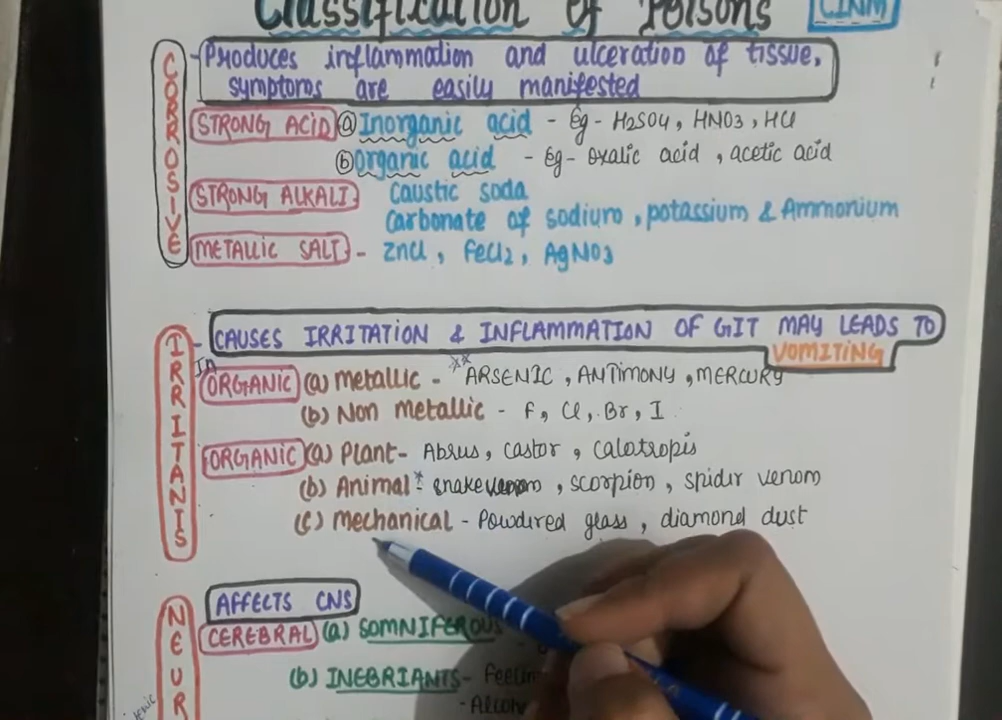 Classification of Poisons
CORROSIVE
- Produces inflammation and ulceration of tissue,
symptoms are easily manifested
STRONG ACID (a) Inorganic acid - Eg - H2SO4, HNO3, HCl
(b) Organic acid - Eg - Oxalic acid, acetic acid
STRONG ALKALI caustic soda
carbonate of sodium, potassium & Ammonium
METALLIC SALT - ZnCl, FeCl2, AgNO3
IRRITANTS
- CAUSES IRRITATION & INFLAMMATION OF GIT MAY LEADS TO
VOMITING
InORGANIC (a) Metallic - **ARSENIC, ANTIMONY, MERCURY
(b) Non Metallic - F, Cl, Br, I
ORGANIC (a) Plant - Abrus, castor, calotropis
(b) Animal * snake venom, scorpion, spider venom
(c) Mechanical - Powdired glass, diamond dust
NEUR
AFFECTS CNS
CEREBRAL (a) SOMNIFEROUS
(b) INEBRIANTS -